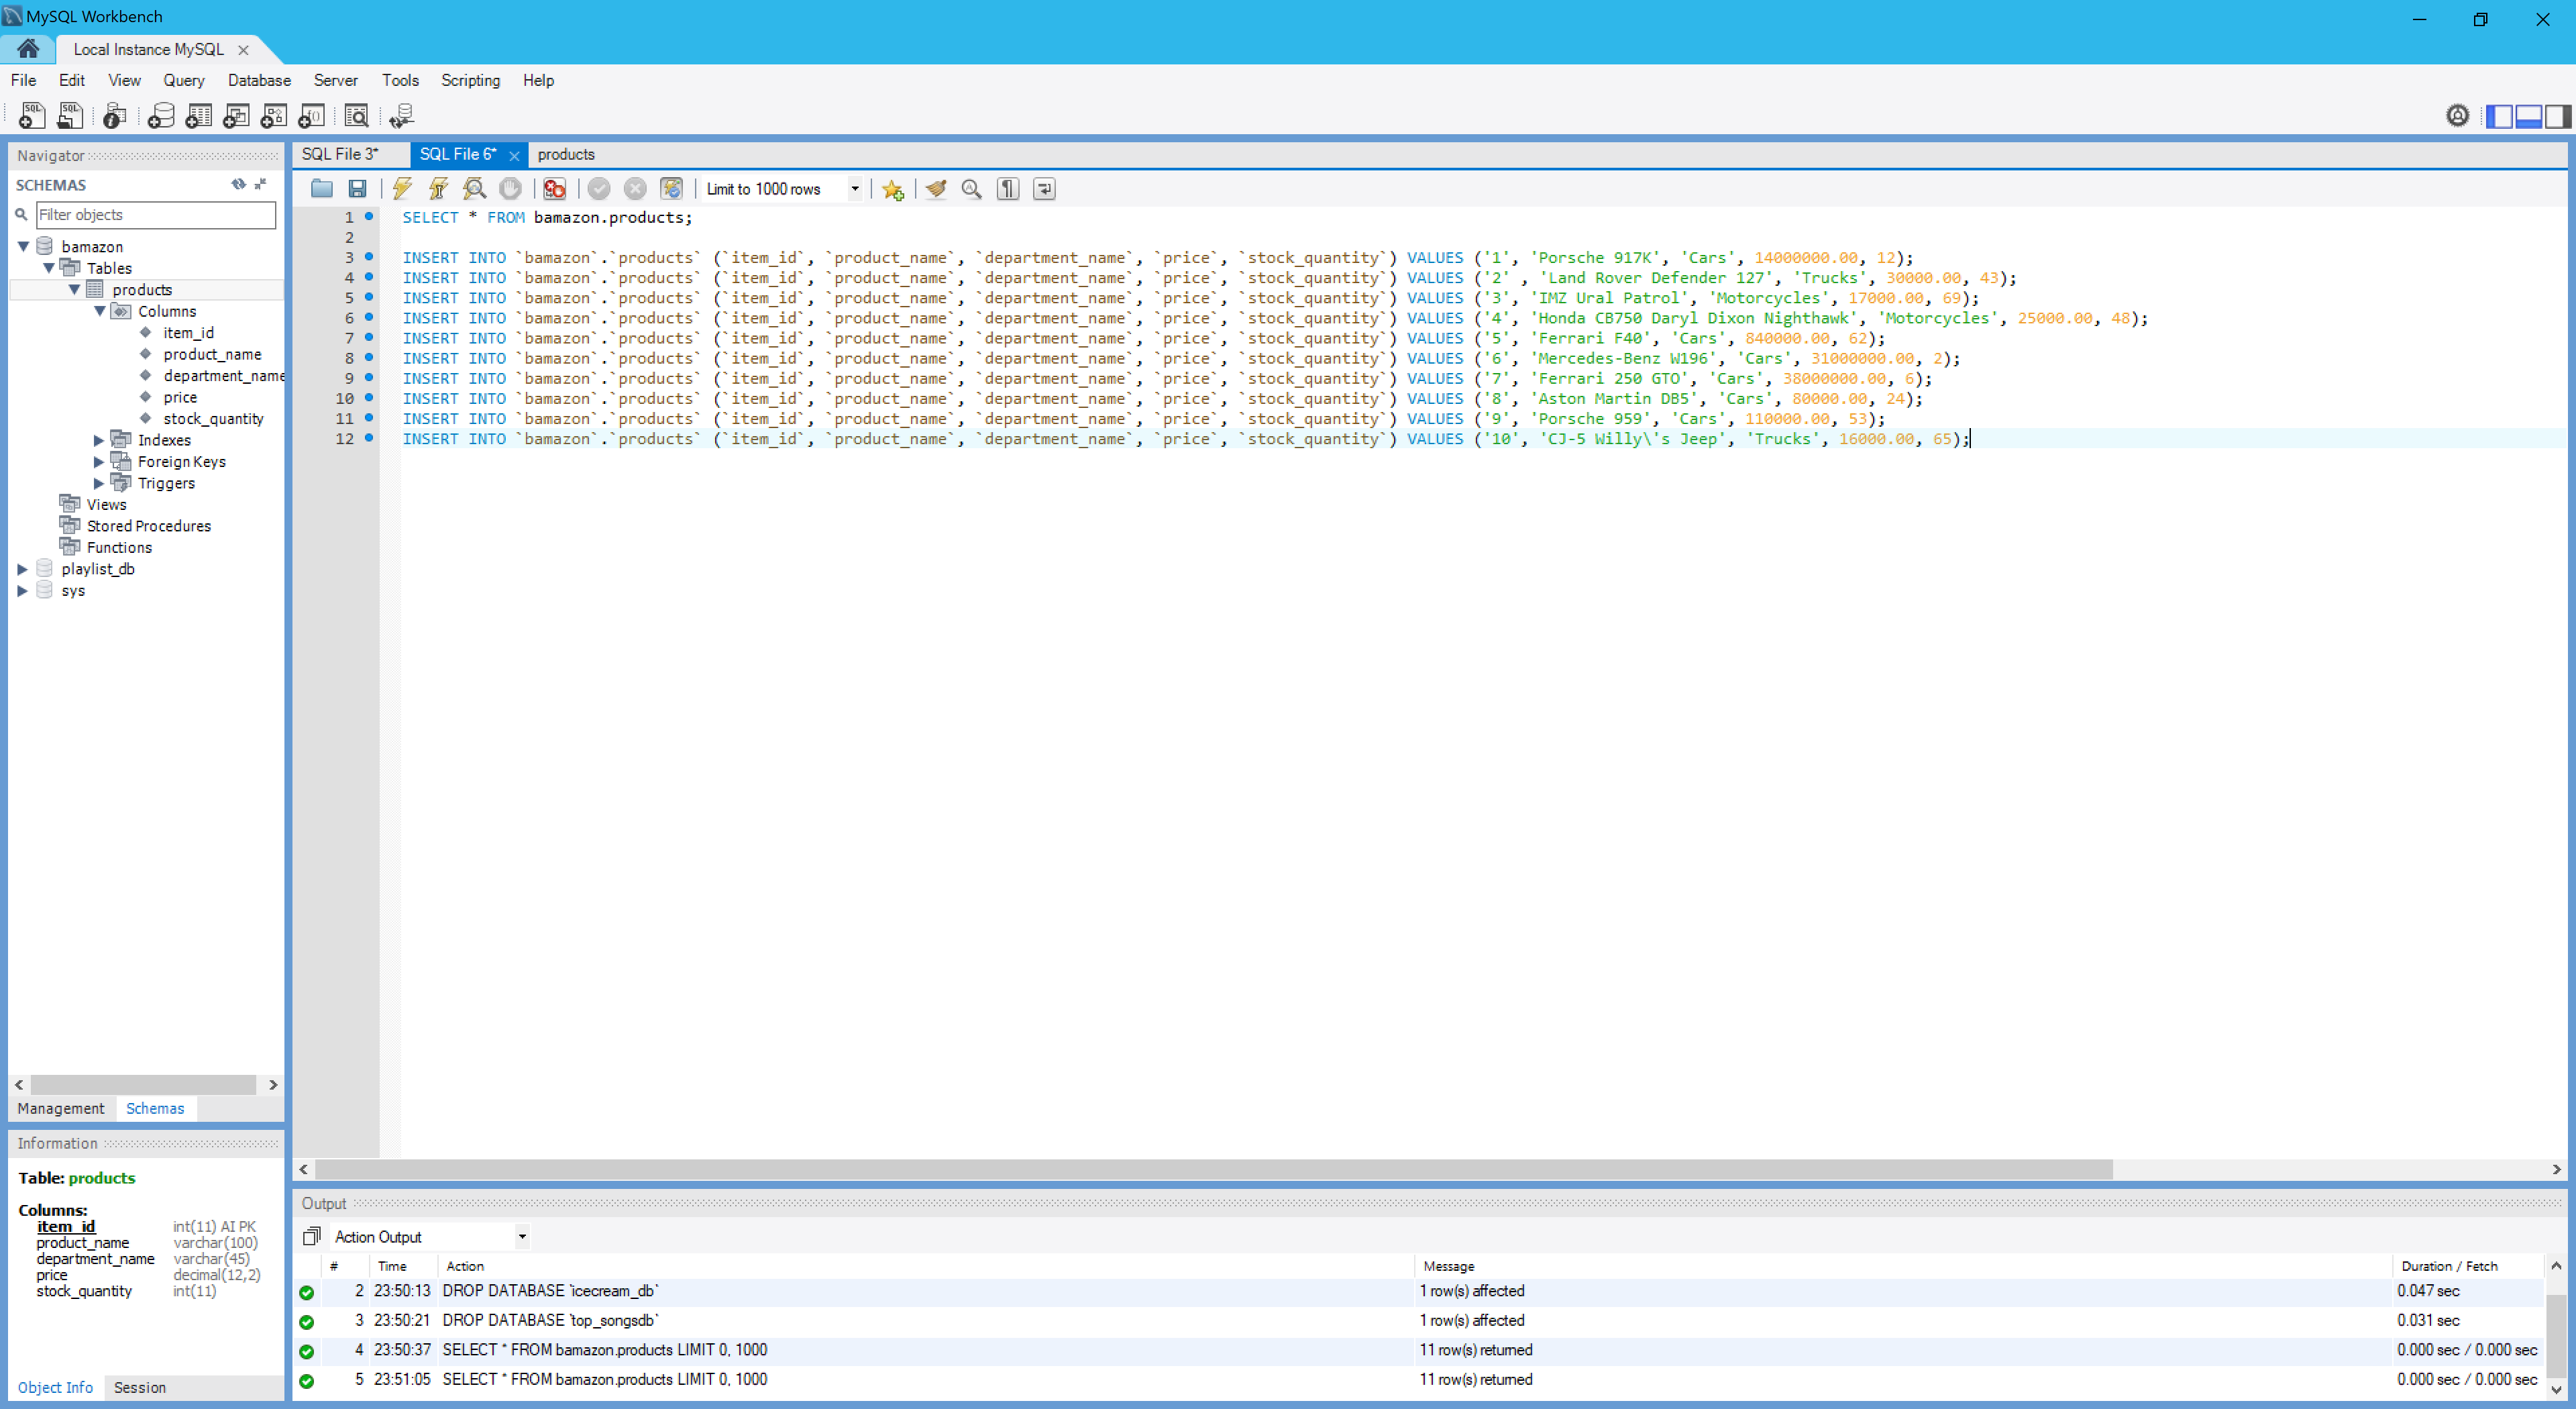 MySQL Workbench
Local Instance MySQL
File Edit View Query Database Server Tools Scripting Help
Navigator
SCHEMAS
Filter objects
bamazon
Tables
products
Columns
item_id
product_name
department_name
price
stock_quantity
Indexes
Foreign Keys
Triggers
Views
Stored Procedures
Functions
playlist_db
sys
Management Schemas
Information
Table: products
Columns:
item_id int(11) AI PK
product_name varchar(100)
department_name varchar(45)
price decimal(12,2)
stock_quantity int(11)
Object Info Session
SQL File 3* SQL File 6* products
Limit to 1000 rows
1 SELECT * FROM bamazon.products;
2
3 INSERT INTO `bamazon`.`products` (`item_id`, `product_name`, `department_name`, `price`, `stock_quantity`) VALUES ('1', 'Porsche 917K', 'Cars', 14000000.00, 12);
4 INSERT INTO `bamazon`.`products` (`item_id`, `product_name`, `department_name`, `price`, `stock_quantity`) VALUES ('2' , 'Land Rover Defender 127', 'Trucks', 30000.00, 43);
5 INSERT INTO `bamazon`.`products` (`item_id`, `product_name`, `department_name`, `price`, `stock_quantity`) VALUES ('3', 'IMZ Ural Patrol', 'Motorcycles', 17000.00, 69);
6 INSERT INTO `bamazon`.`products` (`item_id`, `product_name`, `department_name`, `price`, `stock_quantity`) VALUES ('4', 'Honda CB750 Daryl Dixon Nighthawk', 'Motorcycles', 25000.00, 48);
7 INSERT INTO `bamazon`.`products` (`item_id`, `product_name`, `department_name`, `price`, `stock_quantity`) VALUES ('5', 'Ferrari F40', 'Cars', 840000.00, 62);
8 INSERT INTO `bamazon`.`products` (`item_id`, `product_name`, `department_name`, `price`, `stock_quantity`) VALUES ('6', 'Mercedes-Benz W196', 'Cars', 31000000.00, 2);
9 INSERT INTO `bamazon`.`products` (`item_id`, `product_name`, `department_name`, `price`, `stock_quantity`) VALUES ('7', 'Ferrari 250 GTO', 'Cars', 38000000.00, 6);
10 INSERT INTO `bamazon`.`products` (`item_id`, `product_name`, `department_name`, `price`, `stock_quantity`) VALUES ('8', 'Aston Martin DB5', 'Cars', 80000.00, 24);
11 INSERT INTO `bamazon`.`products` (`item_id`, `product_name`, `department_name`, `price`, `stock_quantity`) VALUES ('9', 'Porsche 959', 'Cars', 110000.00, 53);
12 INSERT INTO `bamazon`.`products` (`item_id`, `product_name`, `department_name`, `price`, `stock_quantity`) VALUES ('10', 'CJ-5 Willy\'s Jeep', 'Trucks', 16000.00, 65);
Output
Action Output
# Time Action Message Duration / Fetch
2 23:50:13 DROP DATABASE `icecream_db` 1 row(s) affected 0.047 sec
3 23:50:21 DROP DATABASE `top_songsdb` 1 row(s) affected 0.031 sec
4 23:50:37 SELECT * FROM bamazon.products LIMIT 0, 1000 11 row(s) returned 0.000 sec / 0.000 sec
5 23:51:05 SELECT * FROM bamazon.products LIMIT 0, 1000 11 row(s) returned 0.000 sec / 0.000 sec